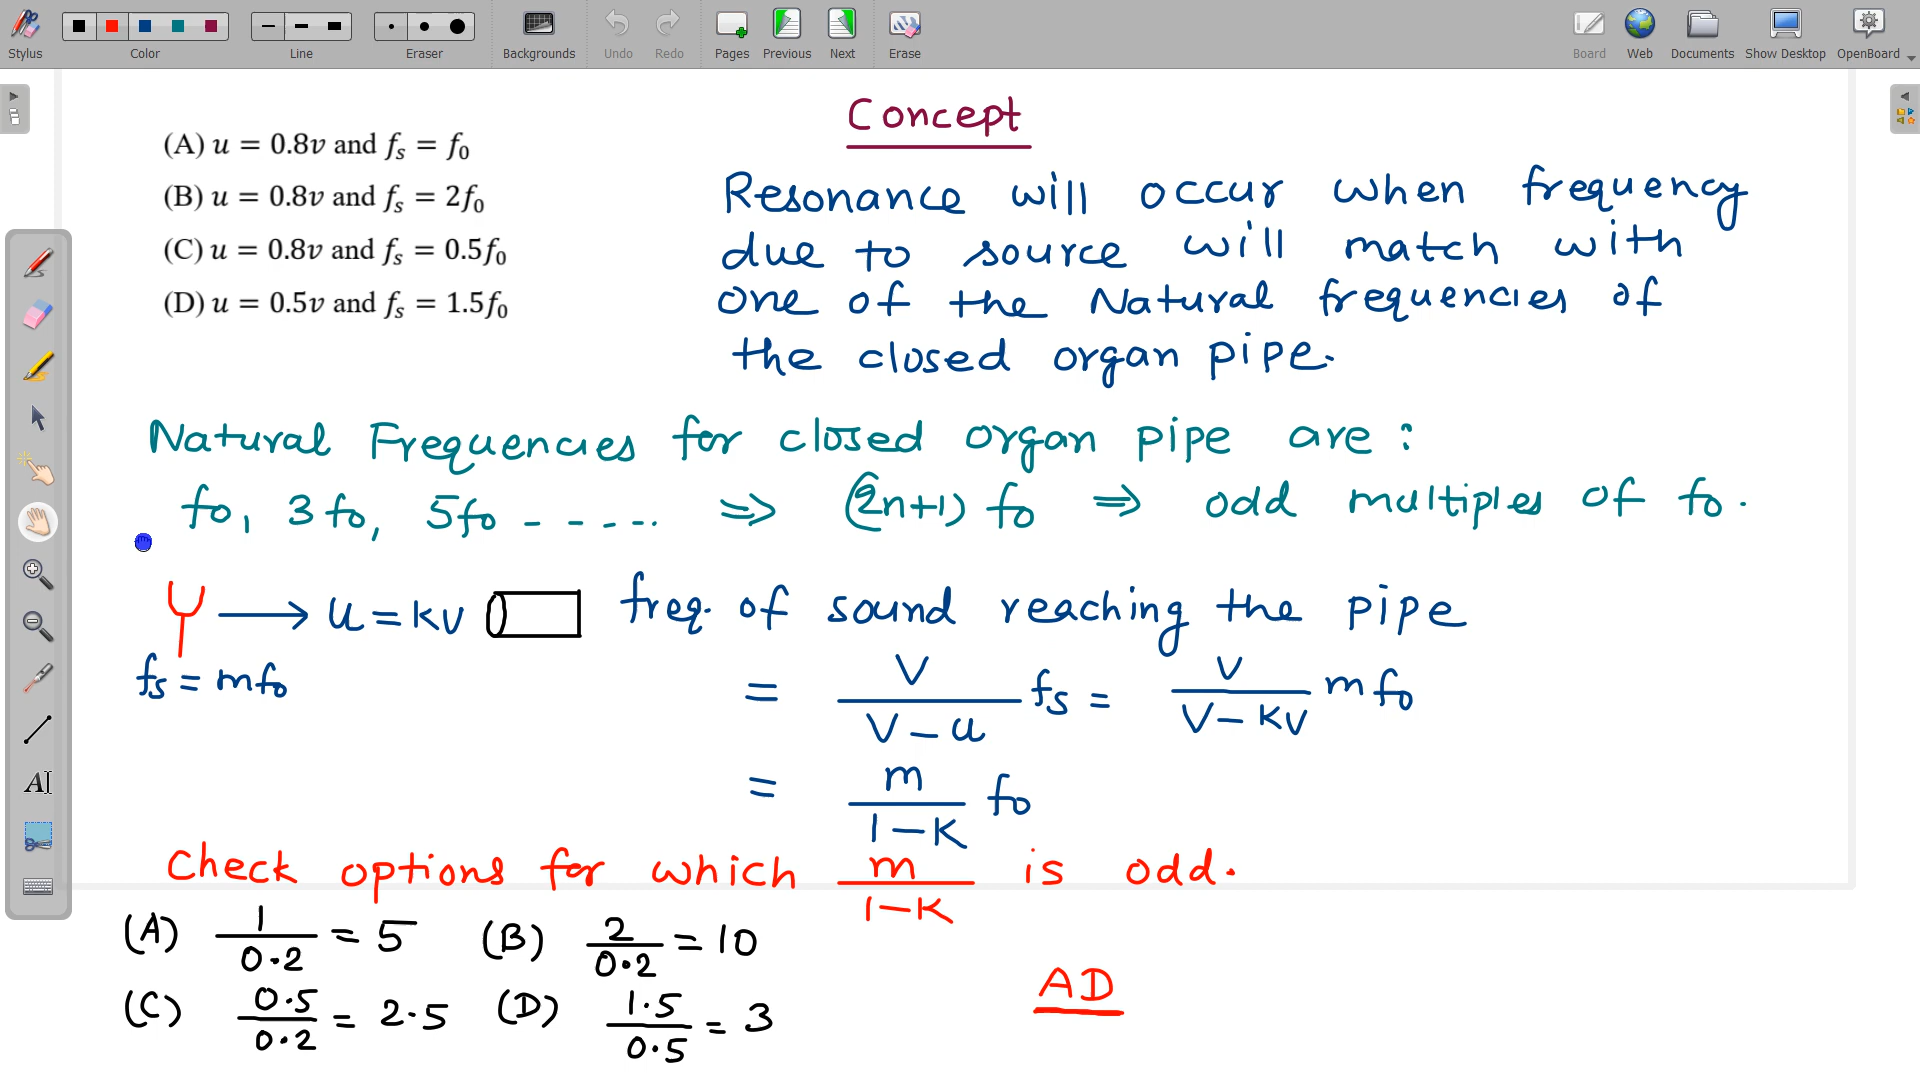 Stylus Color Line Eraser Backgrounds Undo Redo Pages Previous Next Erase Board Web Documents Show Desktop OpenBoard
Concept
(A) u = 0.8v and fs = f0
(B) u = 0.8v and fs = 2f0
(C) u = 0.8v and fs = 0.5f0
(D) u = 0.5v and fs = 1.5f0
Resonance will occur when frequency
due to source will match with
one of the Natural frequencies of
the closed organ pipe.
Natural Frequencies for closed organ pipe are :
fo, 3fo, 5fo - - - - -.. ⇒ (2n+1) fo ⇒ odd multiples of fo.
Y → u = kv freq. of sound reaching the pipe
fs = mfo
= V / (V - u) fs = V / (V - KV) m fo
= m / (1 - K) fo
Check options for which m / (1 - K) is odd.
(A) 1 / 0.2 = 5 (B) 2 / 0.2 = 10
AD
(C) 0.5 / 0.2 = 2.5 (D) 1.5 / 0.5 = 3